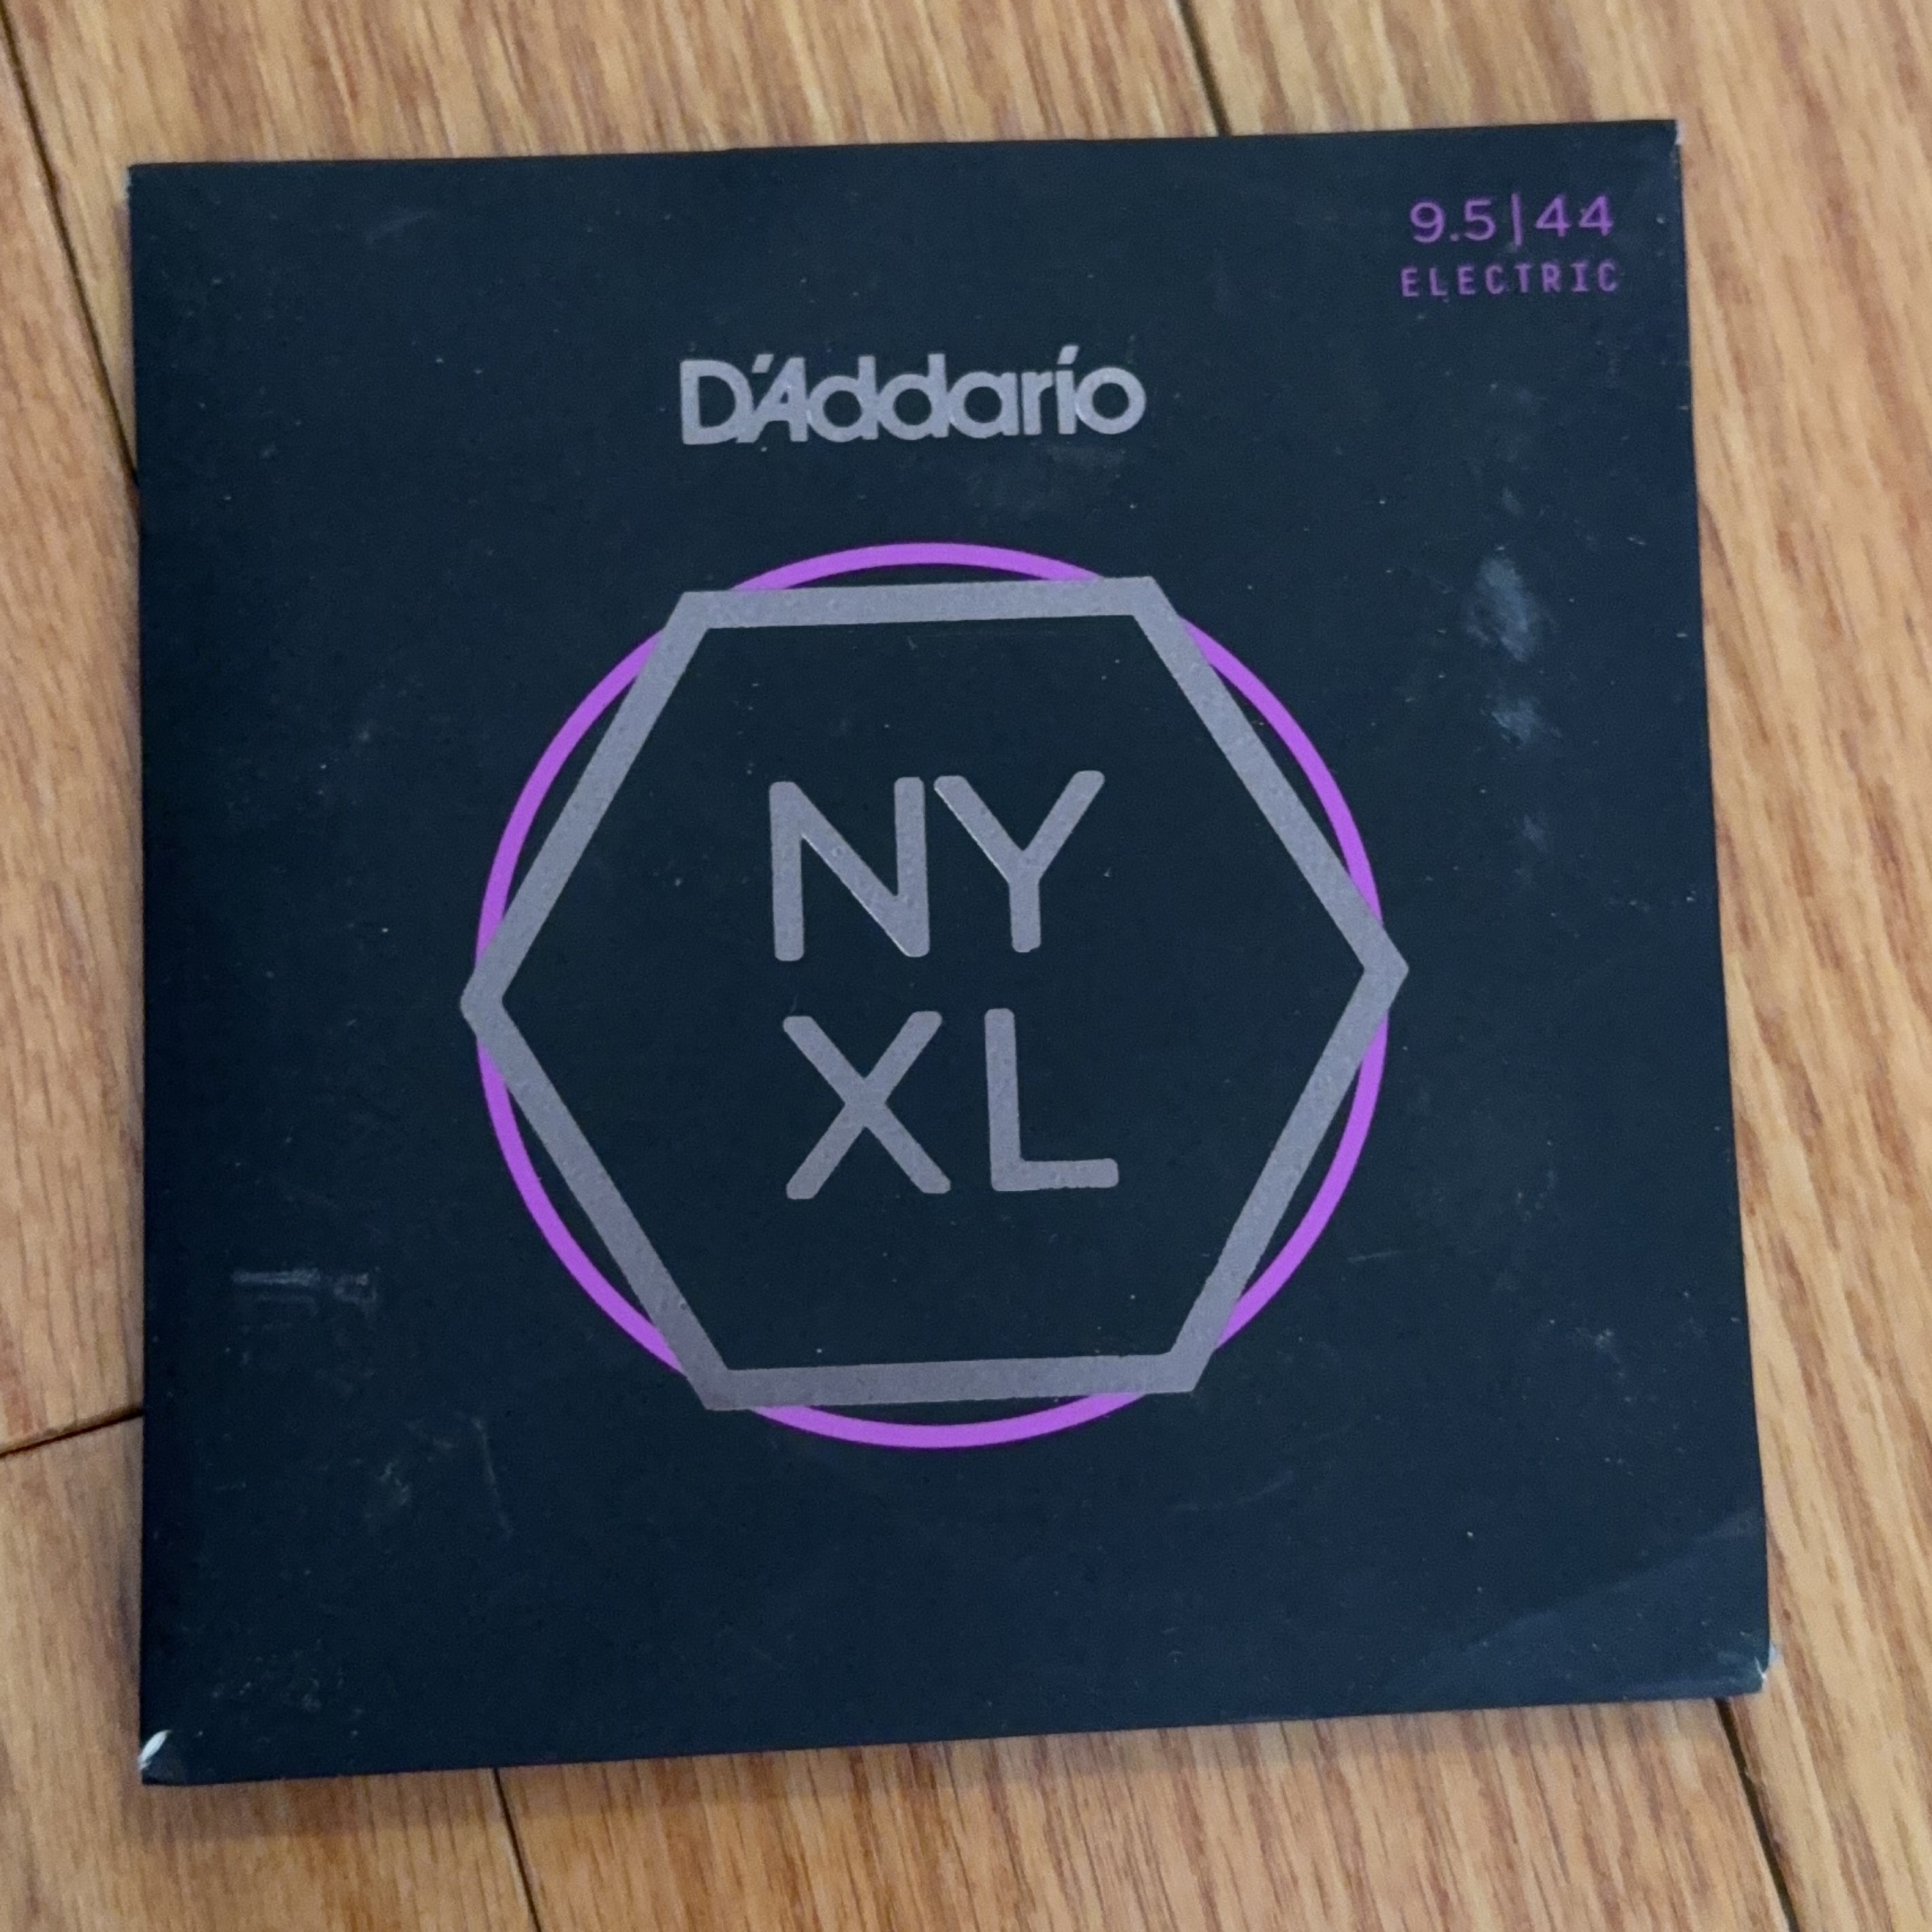 9.5|44
ELECTRIC
D'Addario
NY
XL